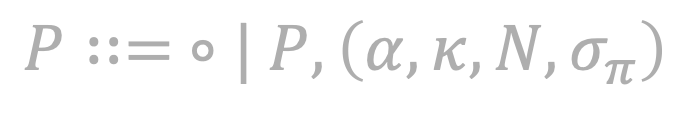 P ::= ∘ | P, (α, κ, N, σ_π)